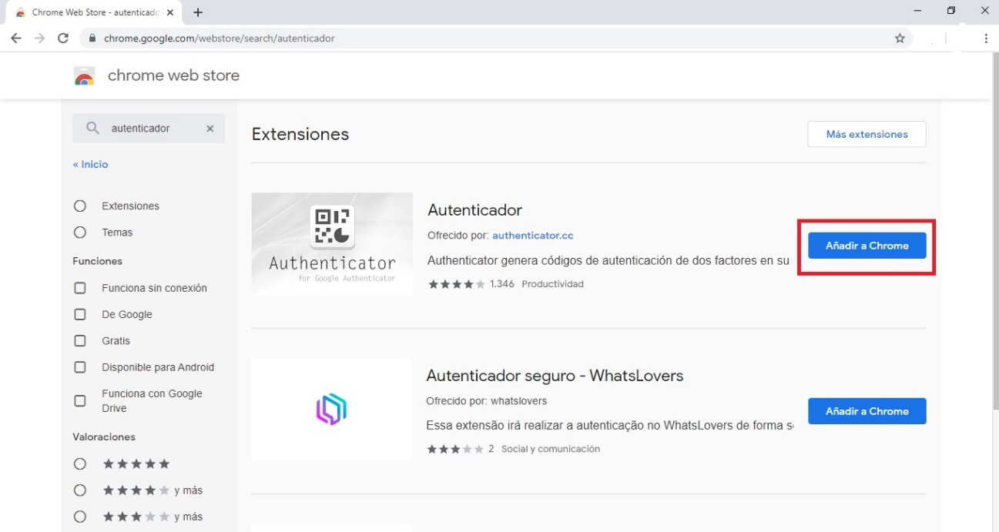 Chrome Web Store - autenticado
chrome.google.com/webstore/search/autenticador
chrome web store
autenticador
« Inicio
Extensiones
Temas
Funciones
Funciona sin conexión
De Google
Gratis
Disponible para Android
Funciona con Google
Drive
Valoraciones
y más
y más
Extensiones
Más extensiones
Authenticator
for Google Authenticator
Autenticador
Ofrecido por: authenticator.cc
Authenticator genera códigos de autenticación de dos factores en su
1.346 Productividad
Añadir a Chrome
Autenticador seguro - WhatsLovers
Ofrecido por: whatslovers
Essa extensão irá realizar a autenticação no WhatsLovers de forma s
2 Social y comunicación
Añadir a Chrome